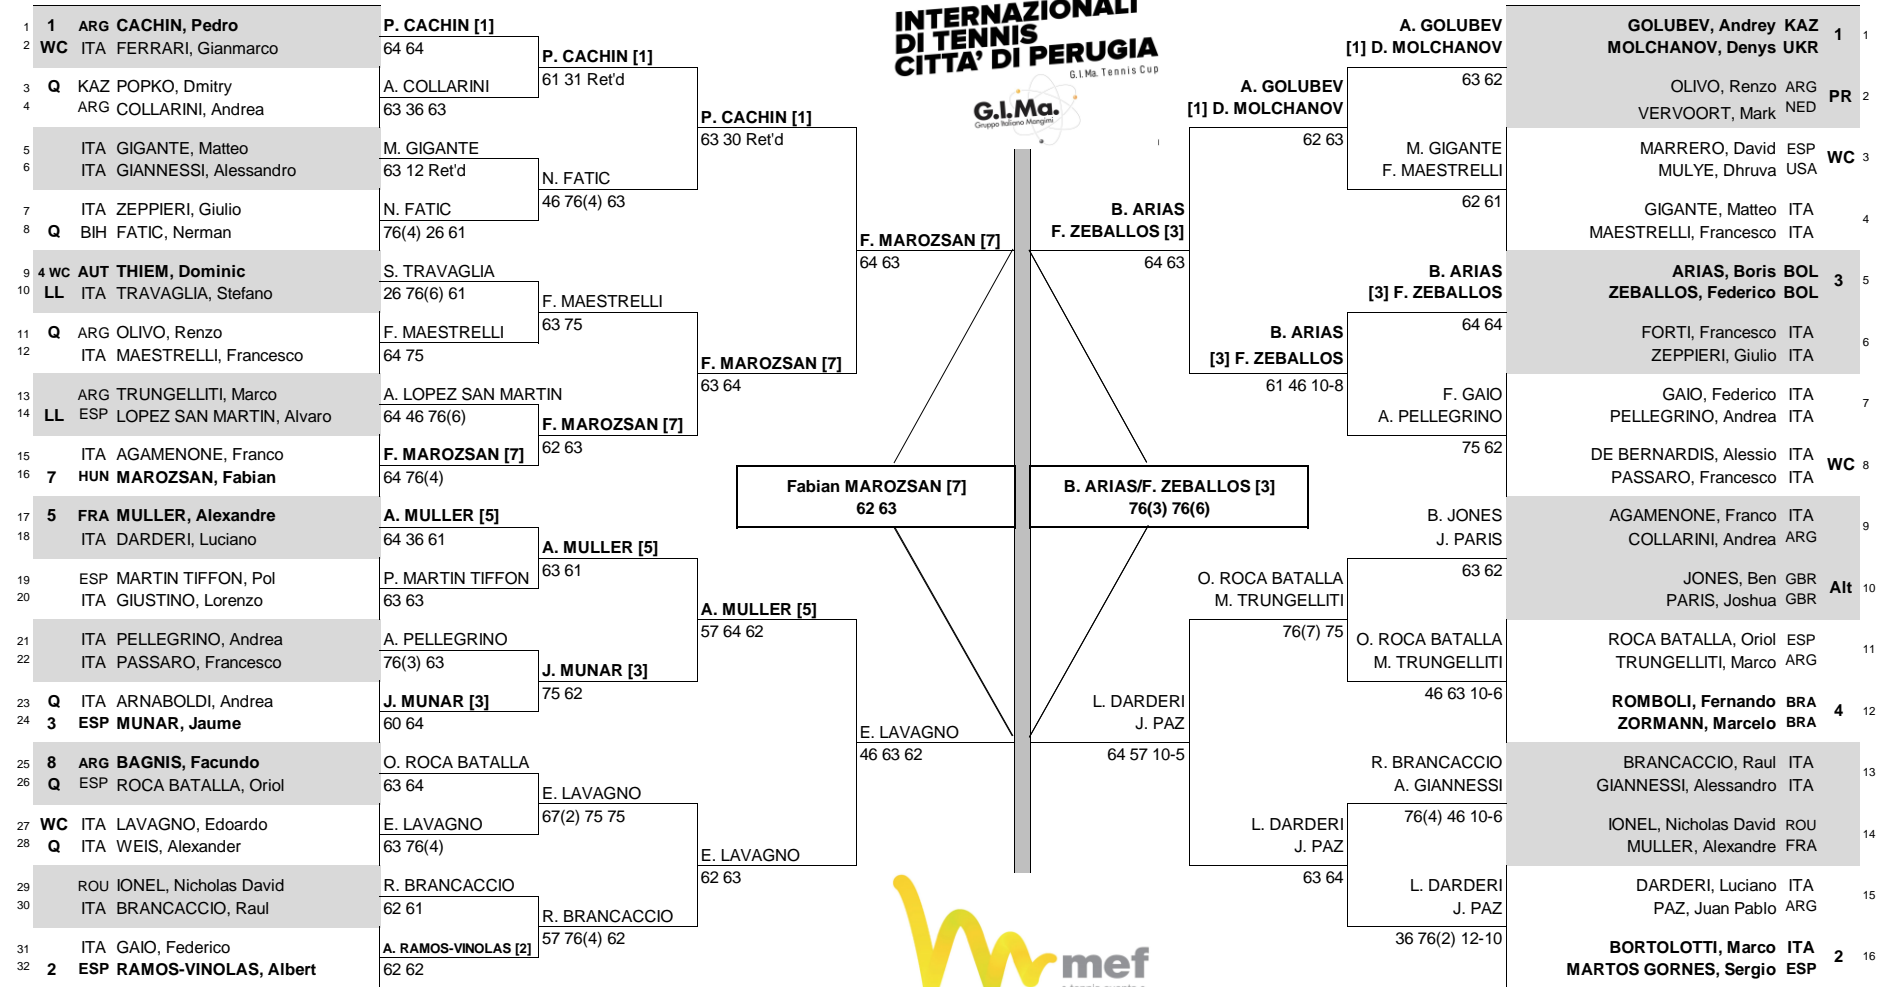 INTERNAZIONALI
DI TENNIS
CITTA' DI PERUGIA
G.I.Ma. Tennis Cup
G.I.Ma.
Gruppo Italiano Mangimi
1 1 ARG CACHIN, Pedro
2 WC ITA FERRARI, Gianmarco
3 Q KAZ POPKO, Dmitry
4 ARG COLLARINI, Andrea
5 ITA GIGANTE, Matteo
6 ITA GIANNESSI, Alessandro
7 ITA ZEPPIERI, Giulio
8 Q BIH FATIC, Nerman
9 4 WC AUT THIEM, Dominic
10 LL ITA TRAVAGLIA, Stefano
11 Q ARG OLIVO, Renzo
12 ITA MAESTRELLI, Francesco
13 ARG TRUNGELLITI, Marco
14 LL ESP LOPEZ SAN MARTIN, Alvaro
15 ITA AGAMENONE, Franco
16 7 HUN MAROZSAN, Fabian
17 5 FRA MULLER, Alexandre
18 ITA DARDERI, Luciano
19 ESP MARTIN TIFFON, Pol
20 ITA GIUSTINO, Lorenzo
21 ITA PELLEGRINO, Andrea
22 ITA PASSARO, Francesco
23 Q ITA ARNABOLDI, Andrea
24 3 ESP MUNAR, Jaume
25 8 ARG BAGNIS, Facundo
26 Q ESP ROCA BATALLA, Oriol
27 WC ITA LAVAGNO, Edoardo
28 Q ITA WEIS, Alexander
29 ROU IONEL, Nicholas David
30 ITA BRANCACCIO, Raul
31 ITA GAIO, Federico
32 2 ESP RAMOS-VINOLAS, Albert
P. CACHIN [1]
64 64
A. COLLARINI
63 36 63
M. GIGANTE
63 12 Ret'd
N. FATIC
76(4) 26 61
S. TRAVAGLIA
26 76(6) 61
F. MAESTRELLI
64 75
A. LOPEZ SAN MARTIN
64 46 76(6)
F. MAROZSAN [7]
64 76(4)
A. MULLER [5]
64 36 61
P. MARTIN TIFFON
63 63
A. PELLEGRINO
76(3) 63
J. MUNAR [3]
60 64
O. ROCA BATALLA
63 64
E. LAVAGNO
63 76(4)
R. BRANCACCIO
62 61
A. RAMOS-VINOLAS [2]
62 62
P. CACHIN [1]
61 31 Ret'd
N. FATIC
46 76(4) 63
F. MAESTRELLI
63 75
F. MAROZSAN [7]
62 63
A. MULLER [5]
63 61
J. MUNAR [3]
75 62
E. LAVAGNO
67(2) 75 75
R. BRANCACCIO
57 76(4) 62
P. CACHIN [1]
63 30 Ret'd
F. MAROZSAN [7]
63 64
A. MULLER [5]
57 64 62
E. LAVAGNO
62 63
F. MAROZSAN [7]
64 63
E. LAVAGNO
46 63 62
Fabian MAROZSAN [7]
62 63
B. ARIAS/F. ZEBALLOS [3]
76(3) 76(6)
B. ARIAS
F. ZEBALLOS [3]
64 63
L. DARDERI
J. PAZ
64 57 10-5
A. GOLUBEV
[1] D. MOLCHANOV
62 63
B. ARIAS
[3] F. ZEBALLOS
61 46 10-8
O. ROCA BATALLA
M. TRUNGELLITI
76(7) 75
L. DARDERI
J. PAZ
63 64
A. GOLUBEV
[1] D. MOLCHANOV
63 62
M. GIGANTE
F. MAESTRELLI
62 61
B. ARIAS
[3] F. ZEBALLOS
64 64
F. GAIO
A. PELLEGRINO
75 62
B. JONES
J. PARIS
63 62
O. ROCA BATALLA
M. TRUNGELLITI
46 63 10-6
R. BRANCACCIO
A. GIANNESSI
76(4) 46 10-6
L. DARDERI
J. PAZ
36 76(2) 12-10
GOLUBEV, Andrey KAZ 1 1
MOLCHANOV, Denys UKR
OLIVO, Renzo ARG PR 2
VERVOORT, Mark NED
MARRERO, David ESP WC 3
MULYE, Dhruva USA
GIGANTE, Matteo ITA 4
MAESTRELLI, Francesco ITA
ARIAS, Boris BOL 3 5
ZEBALLOS, Federico BOL
FORTI, Francesco ITA 6
ZEPPIERI, Giulio ITA
GAIO, Federico ITA 7
PELLEGRINO, Andrea ITA
DE BERNARDIS, Alessio ITA WC 8
PASSARO, Francesco ITA
AGAMENONE, Franco ITA 9
COLLARINI, Andrea ARG
JONES, Ben GBR Alt 10
PARIS, Joshua GBR
ROCA BATALLA, Oriol ESP 11
TRUNGELLITI, Marco ARG
ROMBOLI, Fernando BRA 4 12
ZORMANN, Marcelo BRA
BRANCACCIO, Raul ITA 13
GIANNESSI, Alessandro ITA
IONEL, Nicholas David ROU 14
MULLER, Alexandre FRA
DARDERI, Luciano ITA 15
PAZ, Juan Pablo ARG
BORTOLOTTI, Marco ITA 2 16
MARTOS GORNES, Sergio ESP
mef